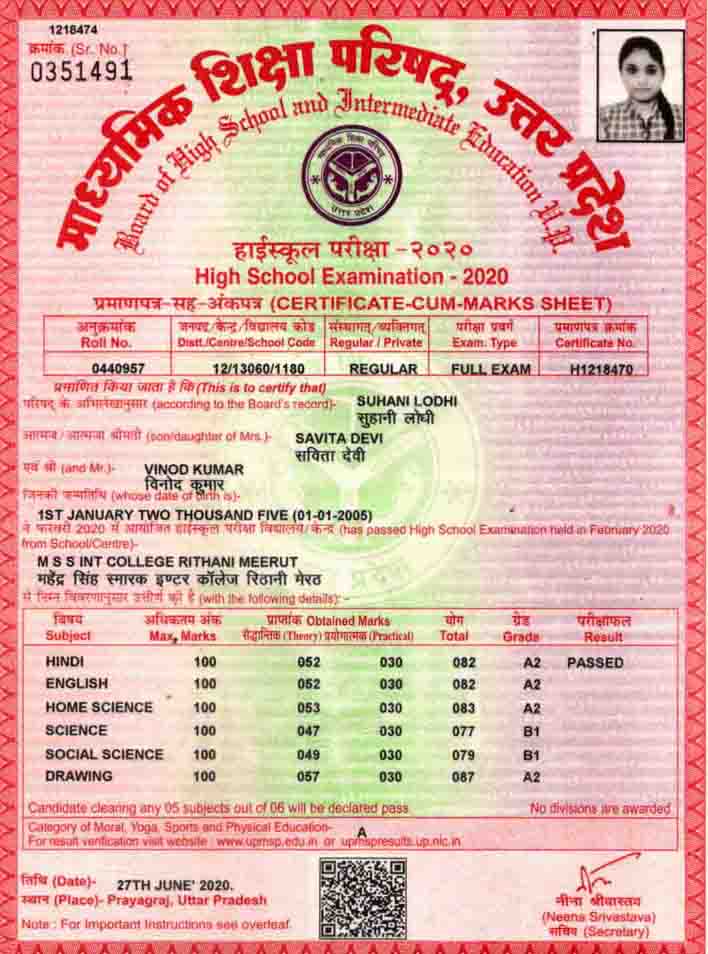 1218474
क्रमांक (Sr. No.)
0351491
माध्यमिक शिक्षा परिषद्, उत्तर प्रदेश
Board of High School and Intermediate Education U.P.
माध्यमिक शिक्षा परिषद्
उत्तर प्रदेश
हाईस्कूल परीक्षा -२०२०
High School Examination - 2020
प्रमाणपत्र-सह-अंकपत्र (CERTIFICATE-CUM-MARKS SHEET)
अनुक्रमांक जनपद/केन्द्र/विद्यालय कोड संस्थागत/व्यक्तिगत परीक्षा प्रवर्ग प्रमाणपत्र क्रमांक
Roll No. Distt./Centre/School Code Regular / Private Exam. Type Certificate No.
0440957 12/13060/1180 REGULAR FULL EXAM H1218470
प्रमाणित किया जाता है कि (This is to certify that)
परिषद् के अभिलेखानुसार (according to the Board's record)- SUHANI LODHI
सुहानी लोधी
आत्मज/आत्मजा श्रीमती (son/daughter of Mrs.)- SAVITA DEVI
सविता देवी
एवं श्री (and Mr.)- VINOD KUMAR
विनोद कुमार
जिनकी जन्मतिथि (whose date of birth is)-
1ST JANUARY TWO THOUSAND FIVE (01-01-2005)
ने फरवरी 2020 में आयोजित हाईस्कूल परीक्षा विद्यालय/केन्द्र (has passed High School Examination held in February 2020
from School/Centre)-
M S S INT COLLEGE RITHANI MEERUT
महेंद्र सिंह स्मारक इण्टर कॉलेज रिठानी मेरठ
से निम्न विवरणानुसार उत्तीर्ण की है (with the following details): -
विषय अधिकतम अंक प्राप्तांक Obtained Marks योग ग्रेड परीक्षाफल
Subject Max. Marks सैद्धान्तिक (Theory) प्रयोगात्मक (Practical) Total Grade Result
HINDI 100 052 030 082 A2 PASSED
ENGLISH 100 052 030 082 A2
HOME SCIENCE 100 053 030 083 A2
SCIENCE 100 047 030 077 B1
SOCIAL SCIENCE 100 049 030 079 B1
DRAWING 100 057 030 087 A2
Candidate clearing any 05 subjects out of 06 will be declared pass No divisions are awarded
Category of Moral, Yoga, Sports and Physical Education- A
For result verification visit website : www.upmsp.edu.in or upmspresults.up.nic.in
तिथि (Date)- 27TH JUNE' 2020.
स्थान (Place)- Prayagraj, Uttar Pradesh
Note : For Important Instructions see overleaf
नीना श्रीवास्तव
(Neena Srivastava)
सचिव (Secretary)